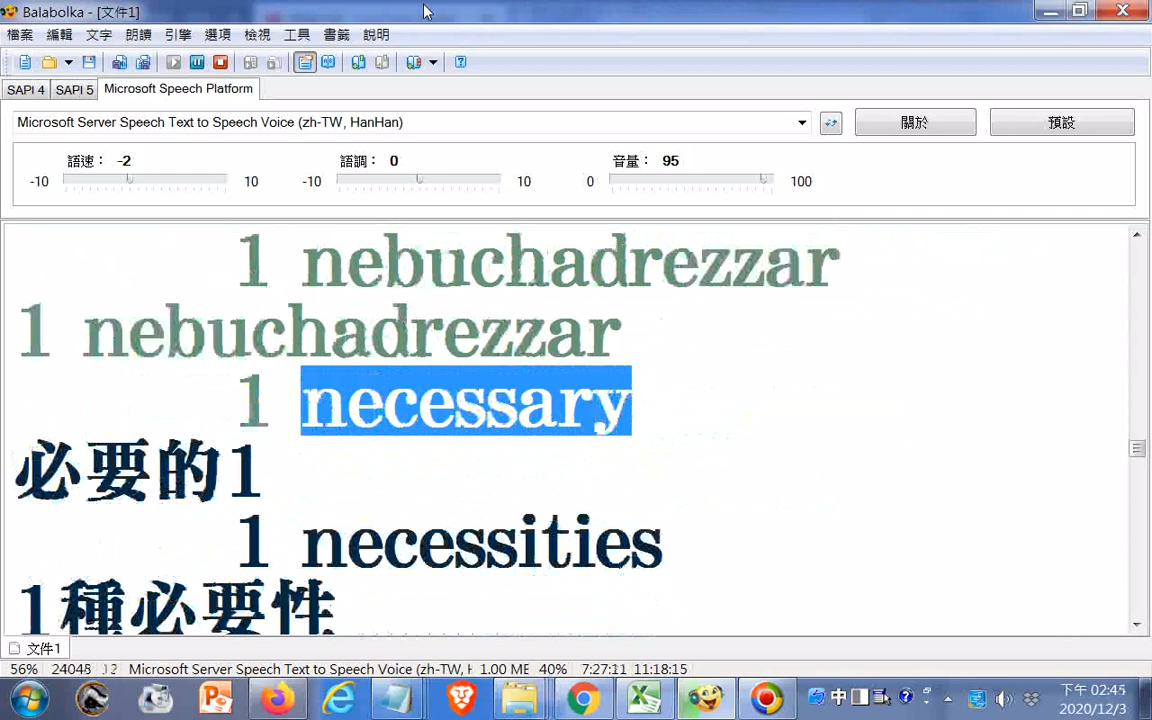 Balabolka - [文件1]
檔案 編輯 文字 朗讀 引擎 選項 檢視 工具 書籤 說明
SAPI 4 SAPI 5 Microsoft Speech Platform
Microsoft Server Speech Text to Speech Voice (zh-TW, HanHan) 關於 預設
語速： -2 語調： 0 音量： 95
-10 10 -10 10 0 100
1 nebuchadrezzar
1 nebuchadrezzar
1 necessary
必要的1
1 necessities
1種必要性
文件1
56% 24048 Microsoft Server Speech Text to Speech Voice (zh-TW, 1.00 ME 40% 7:27:11 11:18:15
中 下午 02:45
2020/12/3